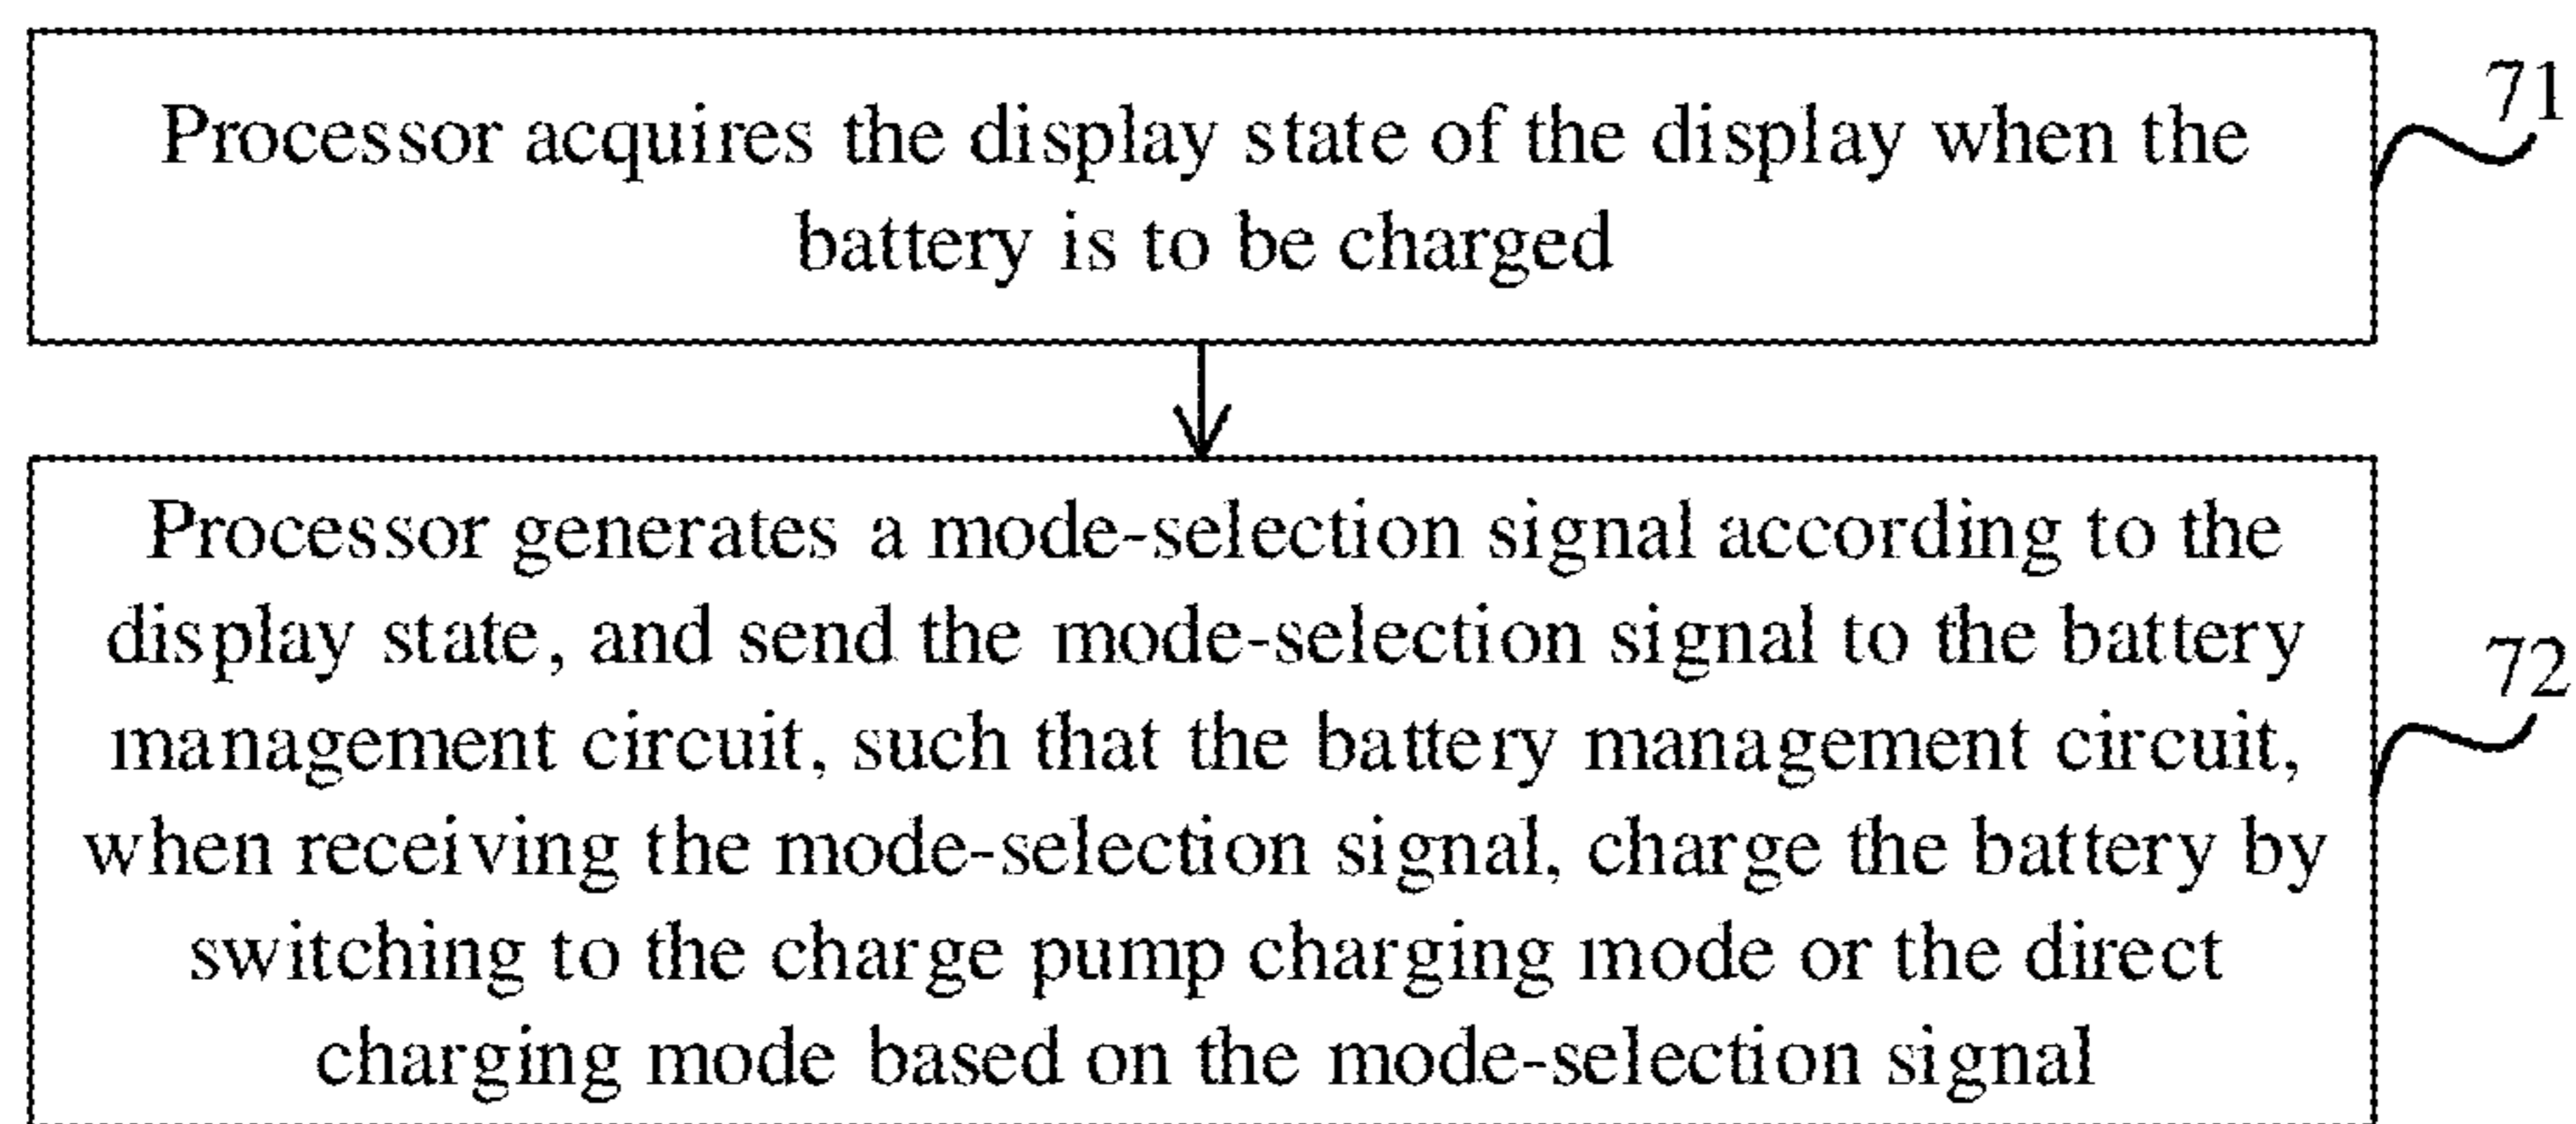 Processor acquires the display state of the display when the
battery is to be charged
71
Processor generates a mode-selection signal according to the
display state, and send the mode-selection signal to the battery
management circuit, such that the battery management circuit,
when receiving the mode-selection signal, charge the battery by
switching to the charge pump charging mode or the direct
charging mode based on the mode-selection signal
72